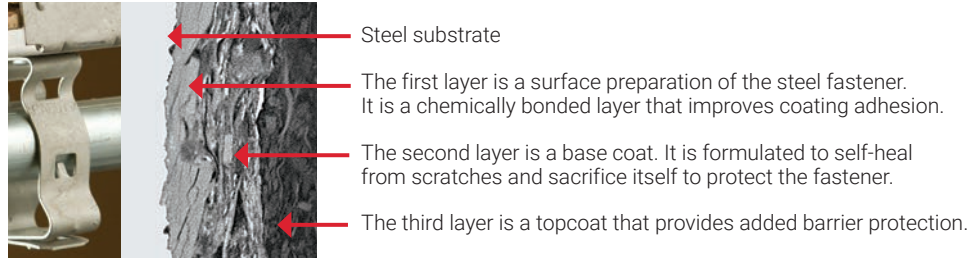 Steel substrate
The first layer is a surface preparation of the steel fastener.
It is a chemically bonded layer that improves coating adhesion.
The second layer is a base coat. It is formulated to self-heal
from scratches and sacrifice itself to protect the fastener.
The third layer is a topcoat that provides added barrier protection.